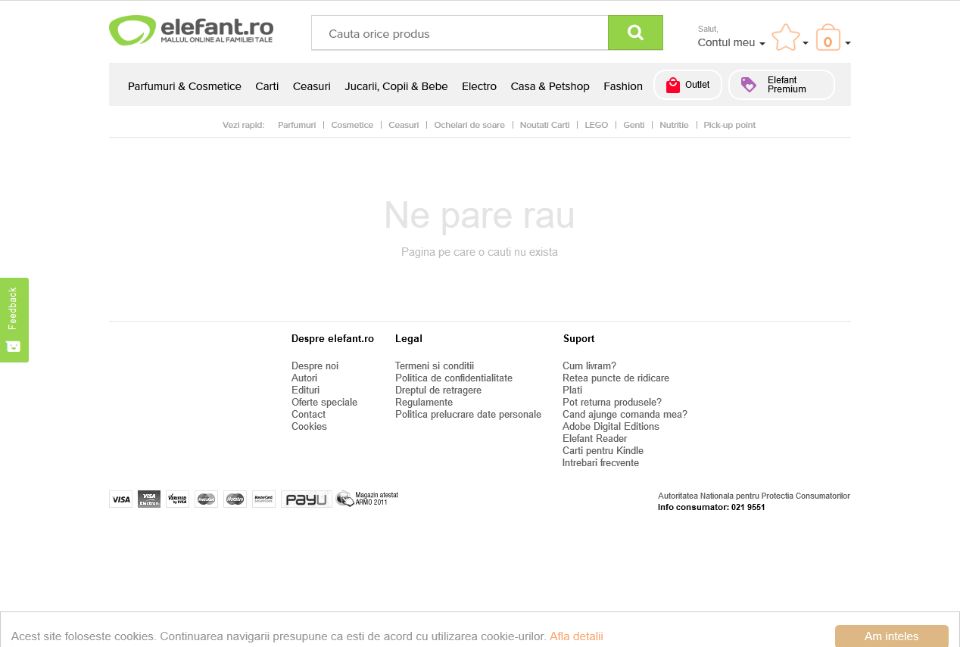 elefant.ro
MALLUL ONLINE AL FAMILIEI TALE
Cauta orice produs
Salut,
Contul meu
0
Parfumuri & Cosmetice Carti Ceasuri Jucarii, Copii & Bebe Electro Casa & Petshop Fashion Outlet Elefant Premium
Vezi rapid: Parfumuri | Cosmetice | Ceasuri | Ochelari de soare | Noutati Carti | LEGO | Genti | Nutritie | Pick-up point
Ne pare rau
Pagina pe care o cauti nu exista
Feedback
Despre elefant.ro
Despre noi
Autori
Edituri
Oferte speciale
Contact
Cookies
Legal
Termeni si conditii
Politica de confidentialitate
Dreptul de retragere
Regulamente
Politica prelucrare date personale
Suport
Cum livram?
Retea puncte de ridicare
Plati
Pot returna produsele?
Cand ajunge comanda mea?
Adobe Digital Editions
Elefant Reader
Carti pentru Kindle
Intrebari frecvente
VISA
VISA Electron
PAYU
Magazin atestat
ARMO 2011
Autoritatea Nationala pentru Protectia Consumatorilor
Info consumator: 021 9551
Acest site foloseste cookies. Continuarea navigarii presupune ca esti de acord cu utilizarea cookie-urilor. Afla detalii
Am inteles